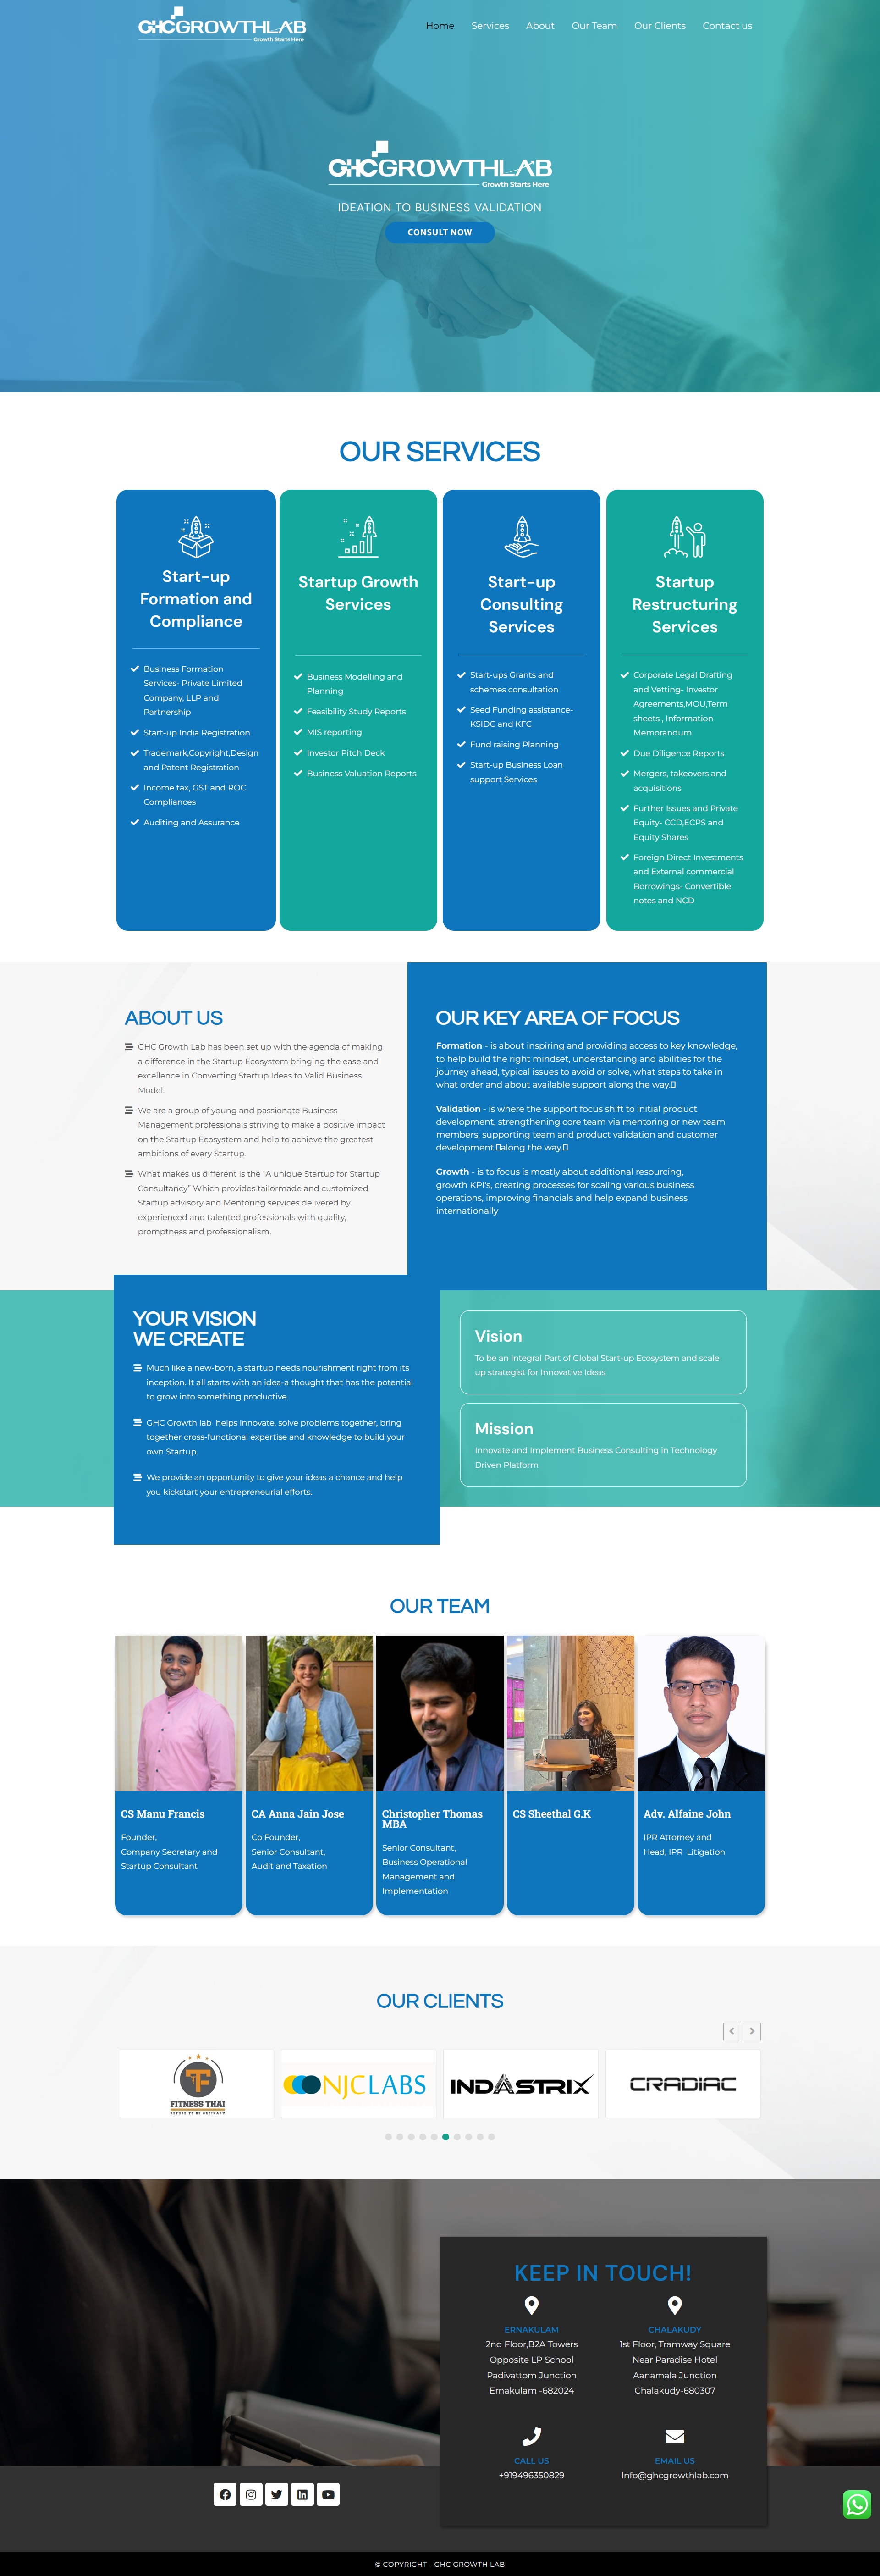 GHCGROWTHLAB
Growth Starts Here
Home Services About Our Team Our Clients Contact us
GHCGROWTHLAB
Growth Starts Here
IDEATION TO BUSINESS VALIDATION
CONSULT NOW
OUR SERVICES
Start-up
Formation and
Compliance
Business Formation
Services- Private Limited
Company, LLP and
Partnership
Start-up India Registration
Trademark,Copyright,Design
and Patent Registration
Income tax, GST and ROC
Compliances
Auditing and Assurance
Startup Growth
Services
Business Modelling and
Planning
Feasibility Study Reports
MIS reporting
Investor Pitch Deck
Business Valuation Reports
Start-up
Consulting
Services
Start-ups Grants and
schemes consultation
Seed Funding assistance-
KSIDC and KFC
Fund raising Planning
Start-up Business Loan
support Services
Startup
Restructuring
Services
Corporate Legal Drafting
and Vetting- Investor
Agreements,MOU,Term
sheets , Information
Memorandum
Due Diligence Reports
Mergers, takeovers and
acquisitions
Further Issues and Private
Equity- CCD,ECPS and
Equity Shares
Foreign Direct Investments
and External commercial
Borrowings- Convertible
notes and NCD
ABOUT US
GHC Growth Lab has been set up with the agenda of making
a difference in the Startup Ecosystem bringing the ease and
excellence in Converting Startup Ideas to Valid Business
Model.
We are a group of young and passionate Business
Management professionals striving to make a positive impact
on the Startup Ecosystem and help to achieve the greatest
ambitions of every Startup.
What makes us different is the “A unique Startup for Startup
Consultancy” Which provides tailormade and customized
Startup advisory and Mentoring services delivered by
experienced and talented professionals with quality,
promptness and professionalism.
OUR KEY AREA OF FOCUS
Formation - is about inspiring and providing access to key knowledge,
to help build the right mindset, understanding and abilities for the
journey ahead, typical issues to avoid or solve, what steps to take in
what order and about available support along the way.
Validation - is where the support focus shift to initial product
development, strengthening core team via mentoring or new team
members, supporting team and product validation and customer
development. along the way.
Growth - is to focus is mostly about additional resourcing,
growth KPI's, creating processes for scaling various business
operations, improving financials and help expand business
internationally
YOUR VISION
WE CREATE
Much like a new-born, a startup needs nourishment right from its
inception. It all starts with an idea-a thought that has the potential
to grow into something productive.
GHC Growth lab helps innovate, solve problems together, bring
together cross-functional expertise and knowledge to build your
own Startup.
We provide an opportunity to give your ideas a chance and help
you kickstart your entrepreneurial efforts.
Vision
To be an Integral Part of Global Start-up Ecosystem and scale
up strategist for Innovative Ideas
Mission
Innovate and Implement Business Consulting in Technology
Driven Platform
OUR TEAM
CS Manu Francis
Founder,
Company Secretary and
Startup Consultant
CA Anna Jain Jose
Co Founder,
Senior Consultant,
Audit and Taxation
Christopher Thomas
MBA
Senior Consultant,
Business Operational
Management and
Implementation
CS Sheethal G.K
Adv. Alfaine John
IPR Attorney and
Head, IPR Litigation
OUR CLIENTS
FITNESS THAI
REFUSE TO BE ORDINARY
NJCLABS
INDASTRIX
CRADIAC
KEEP IN TOUCH!
ERNAKULAM
2nd Floor,B2A Towers
Opposite LP School
Padivattom Junction
Ernakulam -682024
CHALAKUDY
1st Floor, Tramway Square
Near Paradise Hotel
Aanamala Junction
Chalakudy-680307
CALL US
+919496350829
EMAIL US
Info@ghcgrowthlab.com
© COPYRIGHT - GHC GROWTH LAB